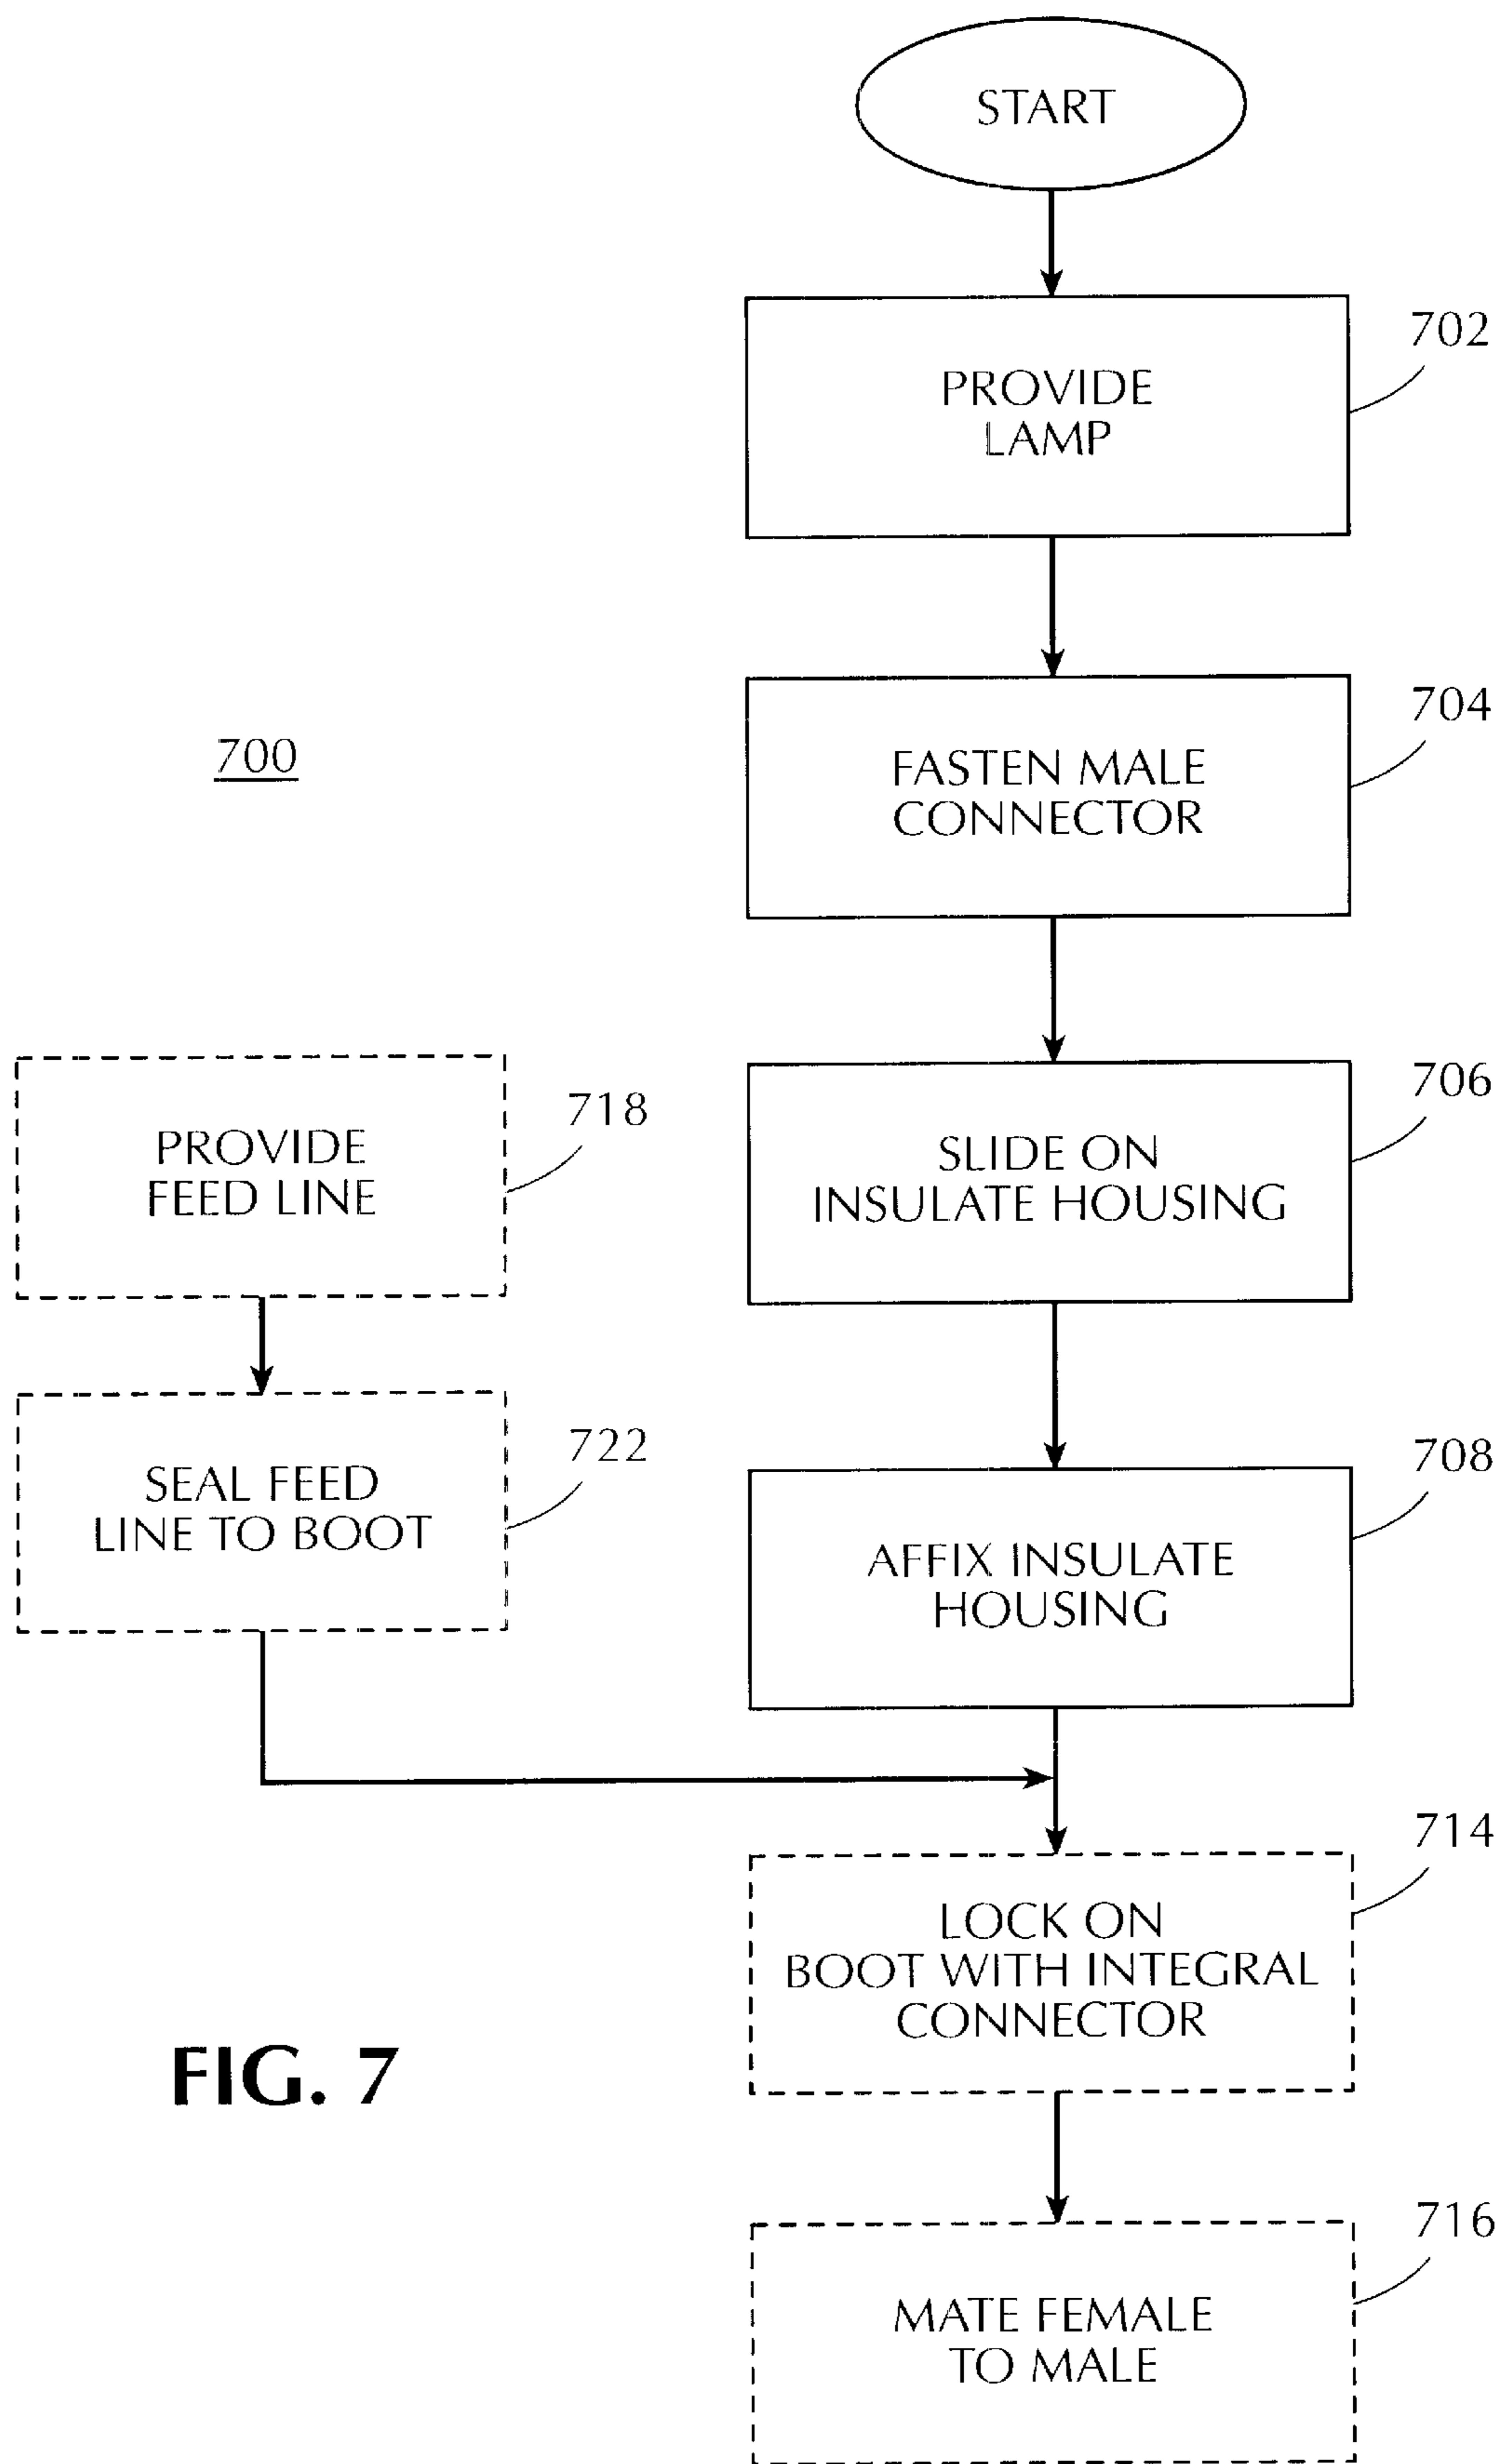 START
702
PROVIDE
LAMP
704
FASTEN MALE
CONNECTOR
700
706
SLIDE ON
INSULATE HOUSING
718
PROVIDE
FEED LINE
722
SEAL FEED
LINE TO BOOT
708
AFFIX INSULATE
HOUSING
714
LOCK ON
BOOT WITH INTEGRAL
CONNECTOR
FIG. 7
716
MATE FEMALE
TO MALE